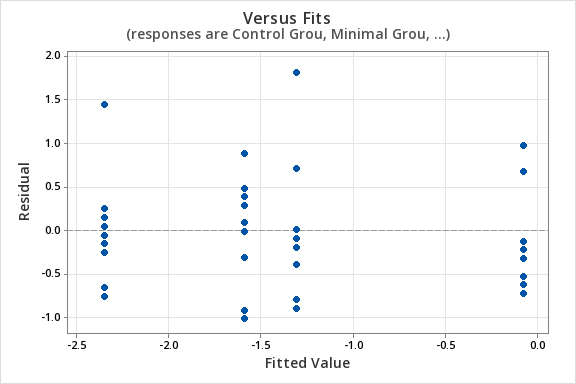 Versus Fits
(responses are Control Grou, Minimal Grou, ...)
2.0
1.5
1.0
0.5
0.0
-0.5
-1.0
Residual
-2.5 -2.0 -1.5 -1.0 -0.5 0.0
Fitted Value